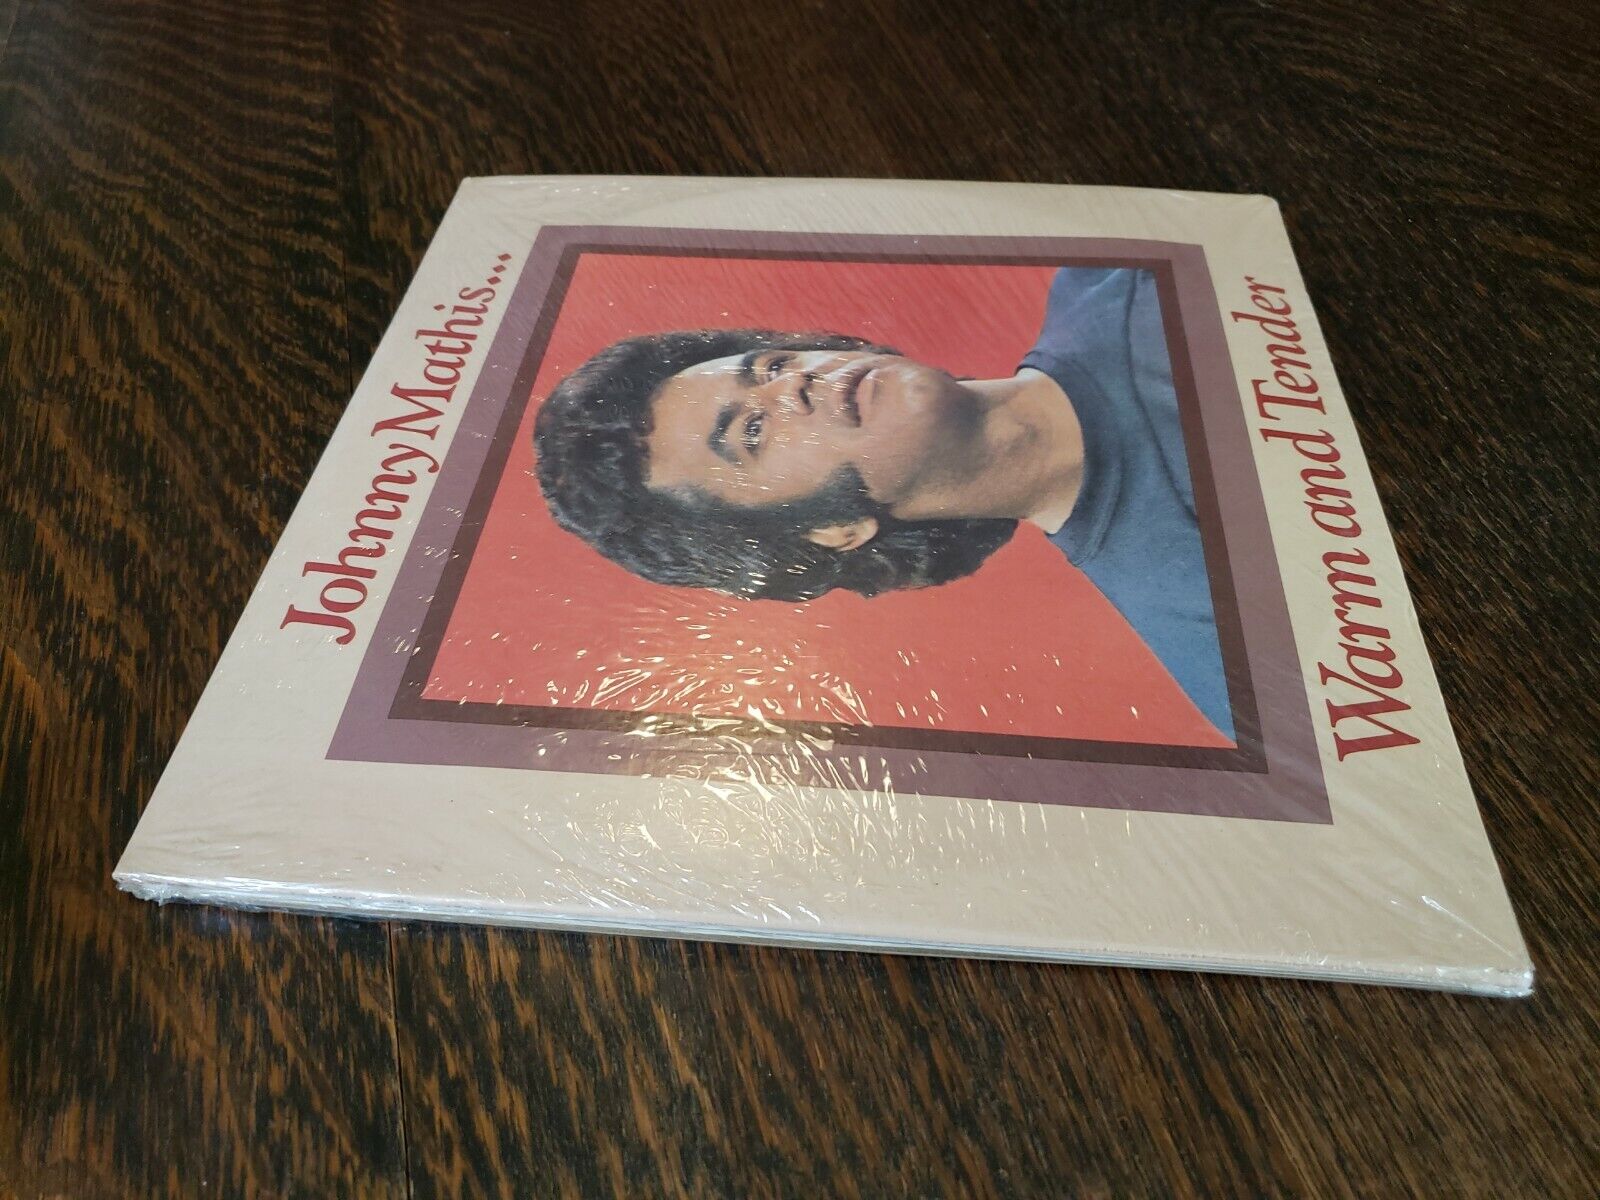 Johnny Mathis...
Warm and Tender